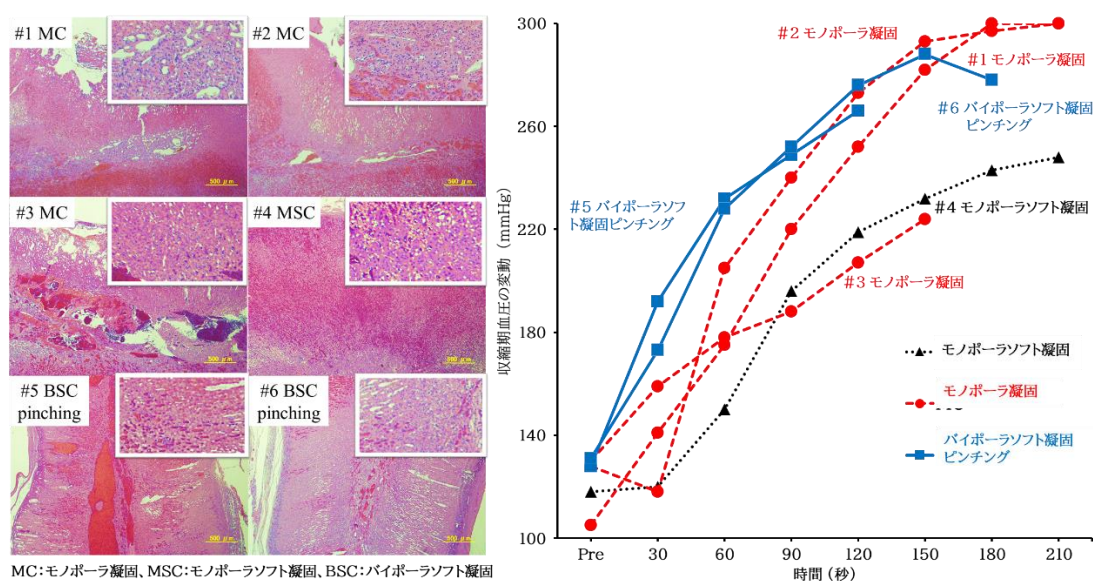 #1 MC
#2 MC
500 μm
500 μm
#3 MC
#4 MSC
500 μm
500 μm
#5 BSC
pinching
#6 BSC
pinching
500 μm
500 μm
MC:モノポーラ凝固、MSC:モノポーラソフト凝固、BSC:バイポーラソフト凝固
収縮期血圧の変動 (mmHg)
300
260
220
180
140
100
#2 モノポーラ凝固
#1 モノポーラ凝固
#6 バイポーラソフト凝固
ピンチング
#5 バイポーラソフ
ト凝固ピンチング
#4 モノポーラソフト凝固
#3 モノポーラ凝固
モノポーラソフト凝固
モノポーラ凝固
バイポーラソフト凝固
ピンチング
Pre 30 60 90 120 150 180 210
時間 (秒)